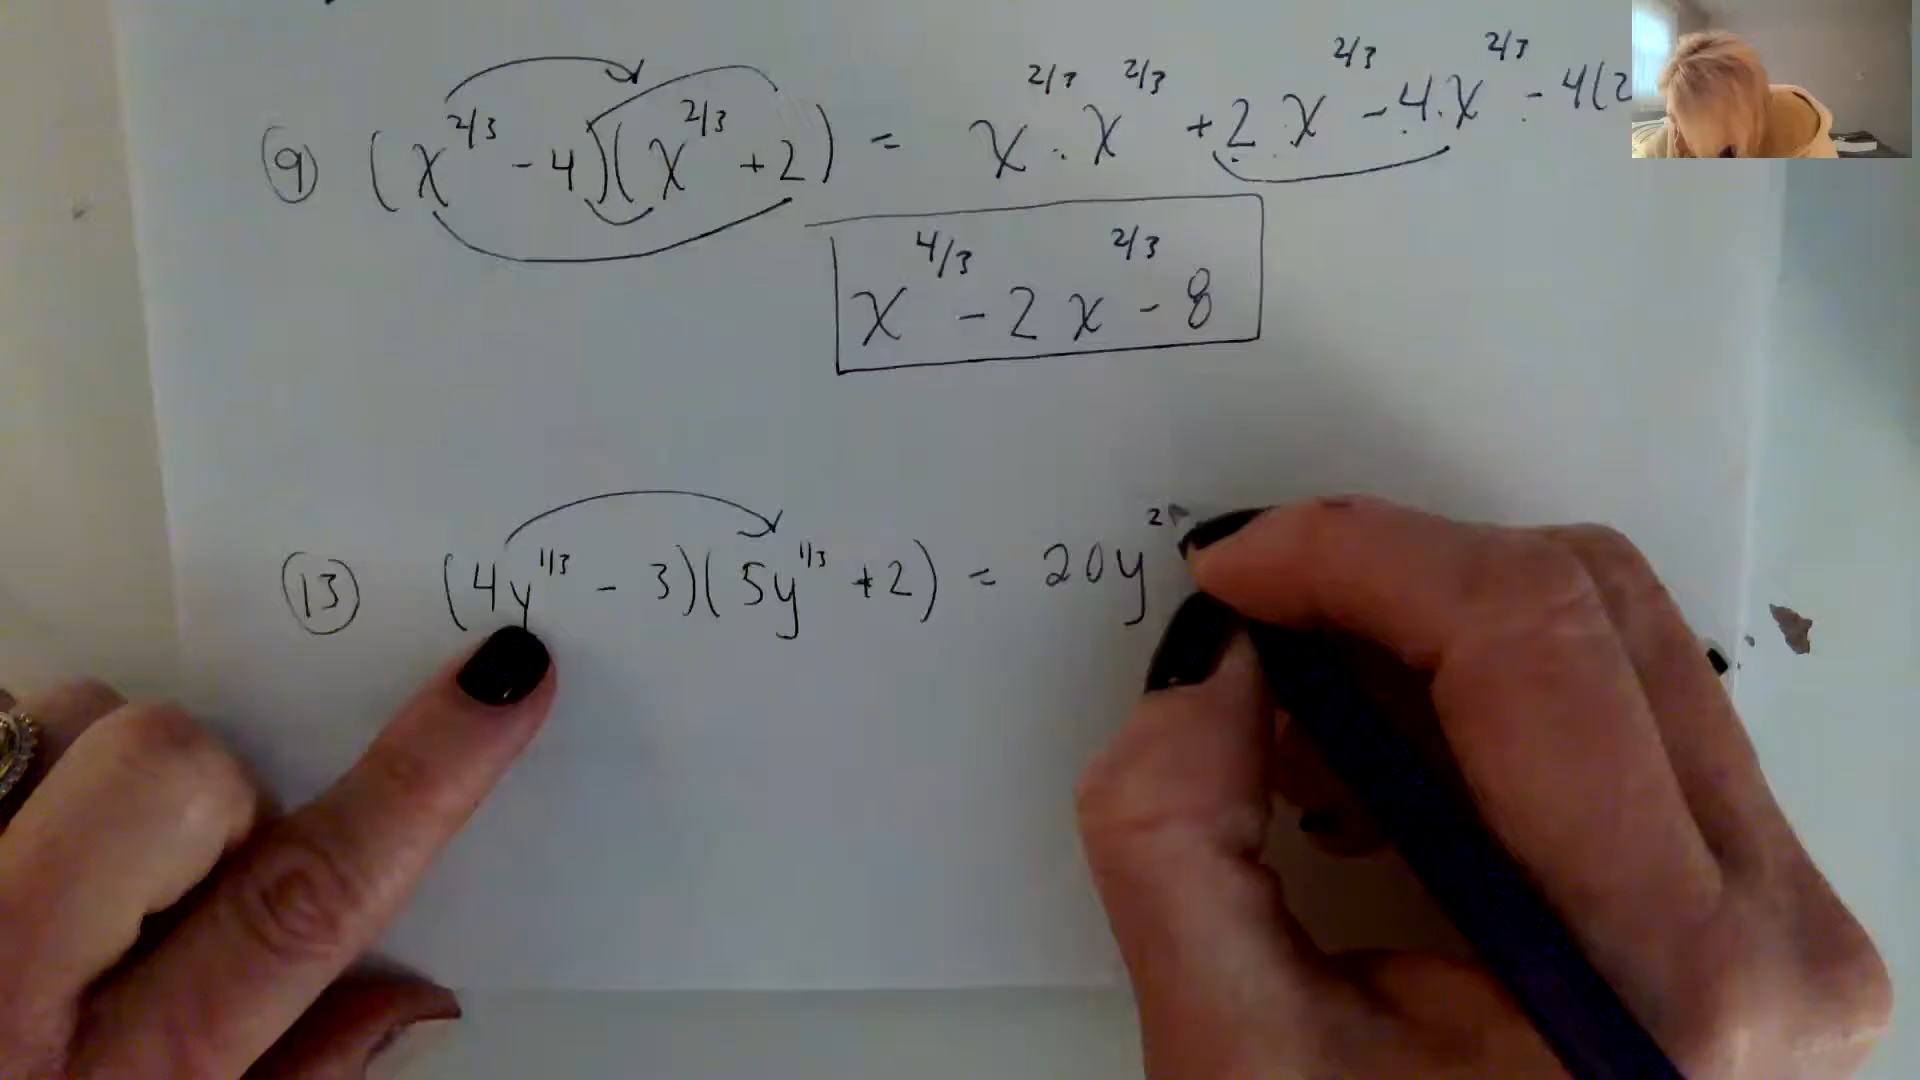 ⑨ (x^2/3 - 4)(x^2/3 + 2) = x^2/3 · x^2/3 + 2·x^2/3 - 4·x^2/3 - 4(2
x^4/3 - 2x^2/3 - 8
⑬ (4y^1/3 - 3)(5y^1/3 + 2) = 20y^2